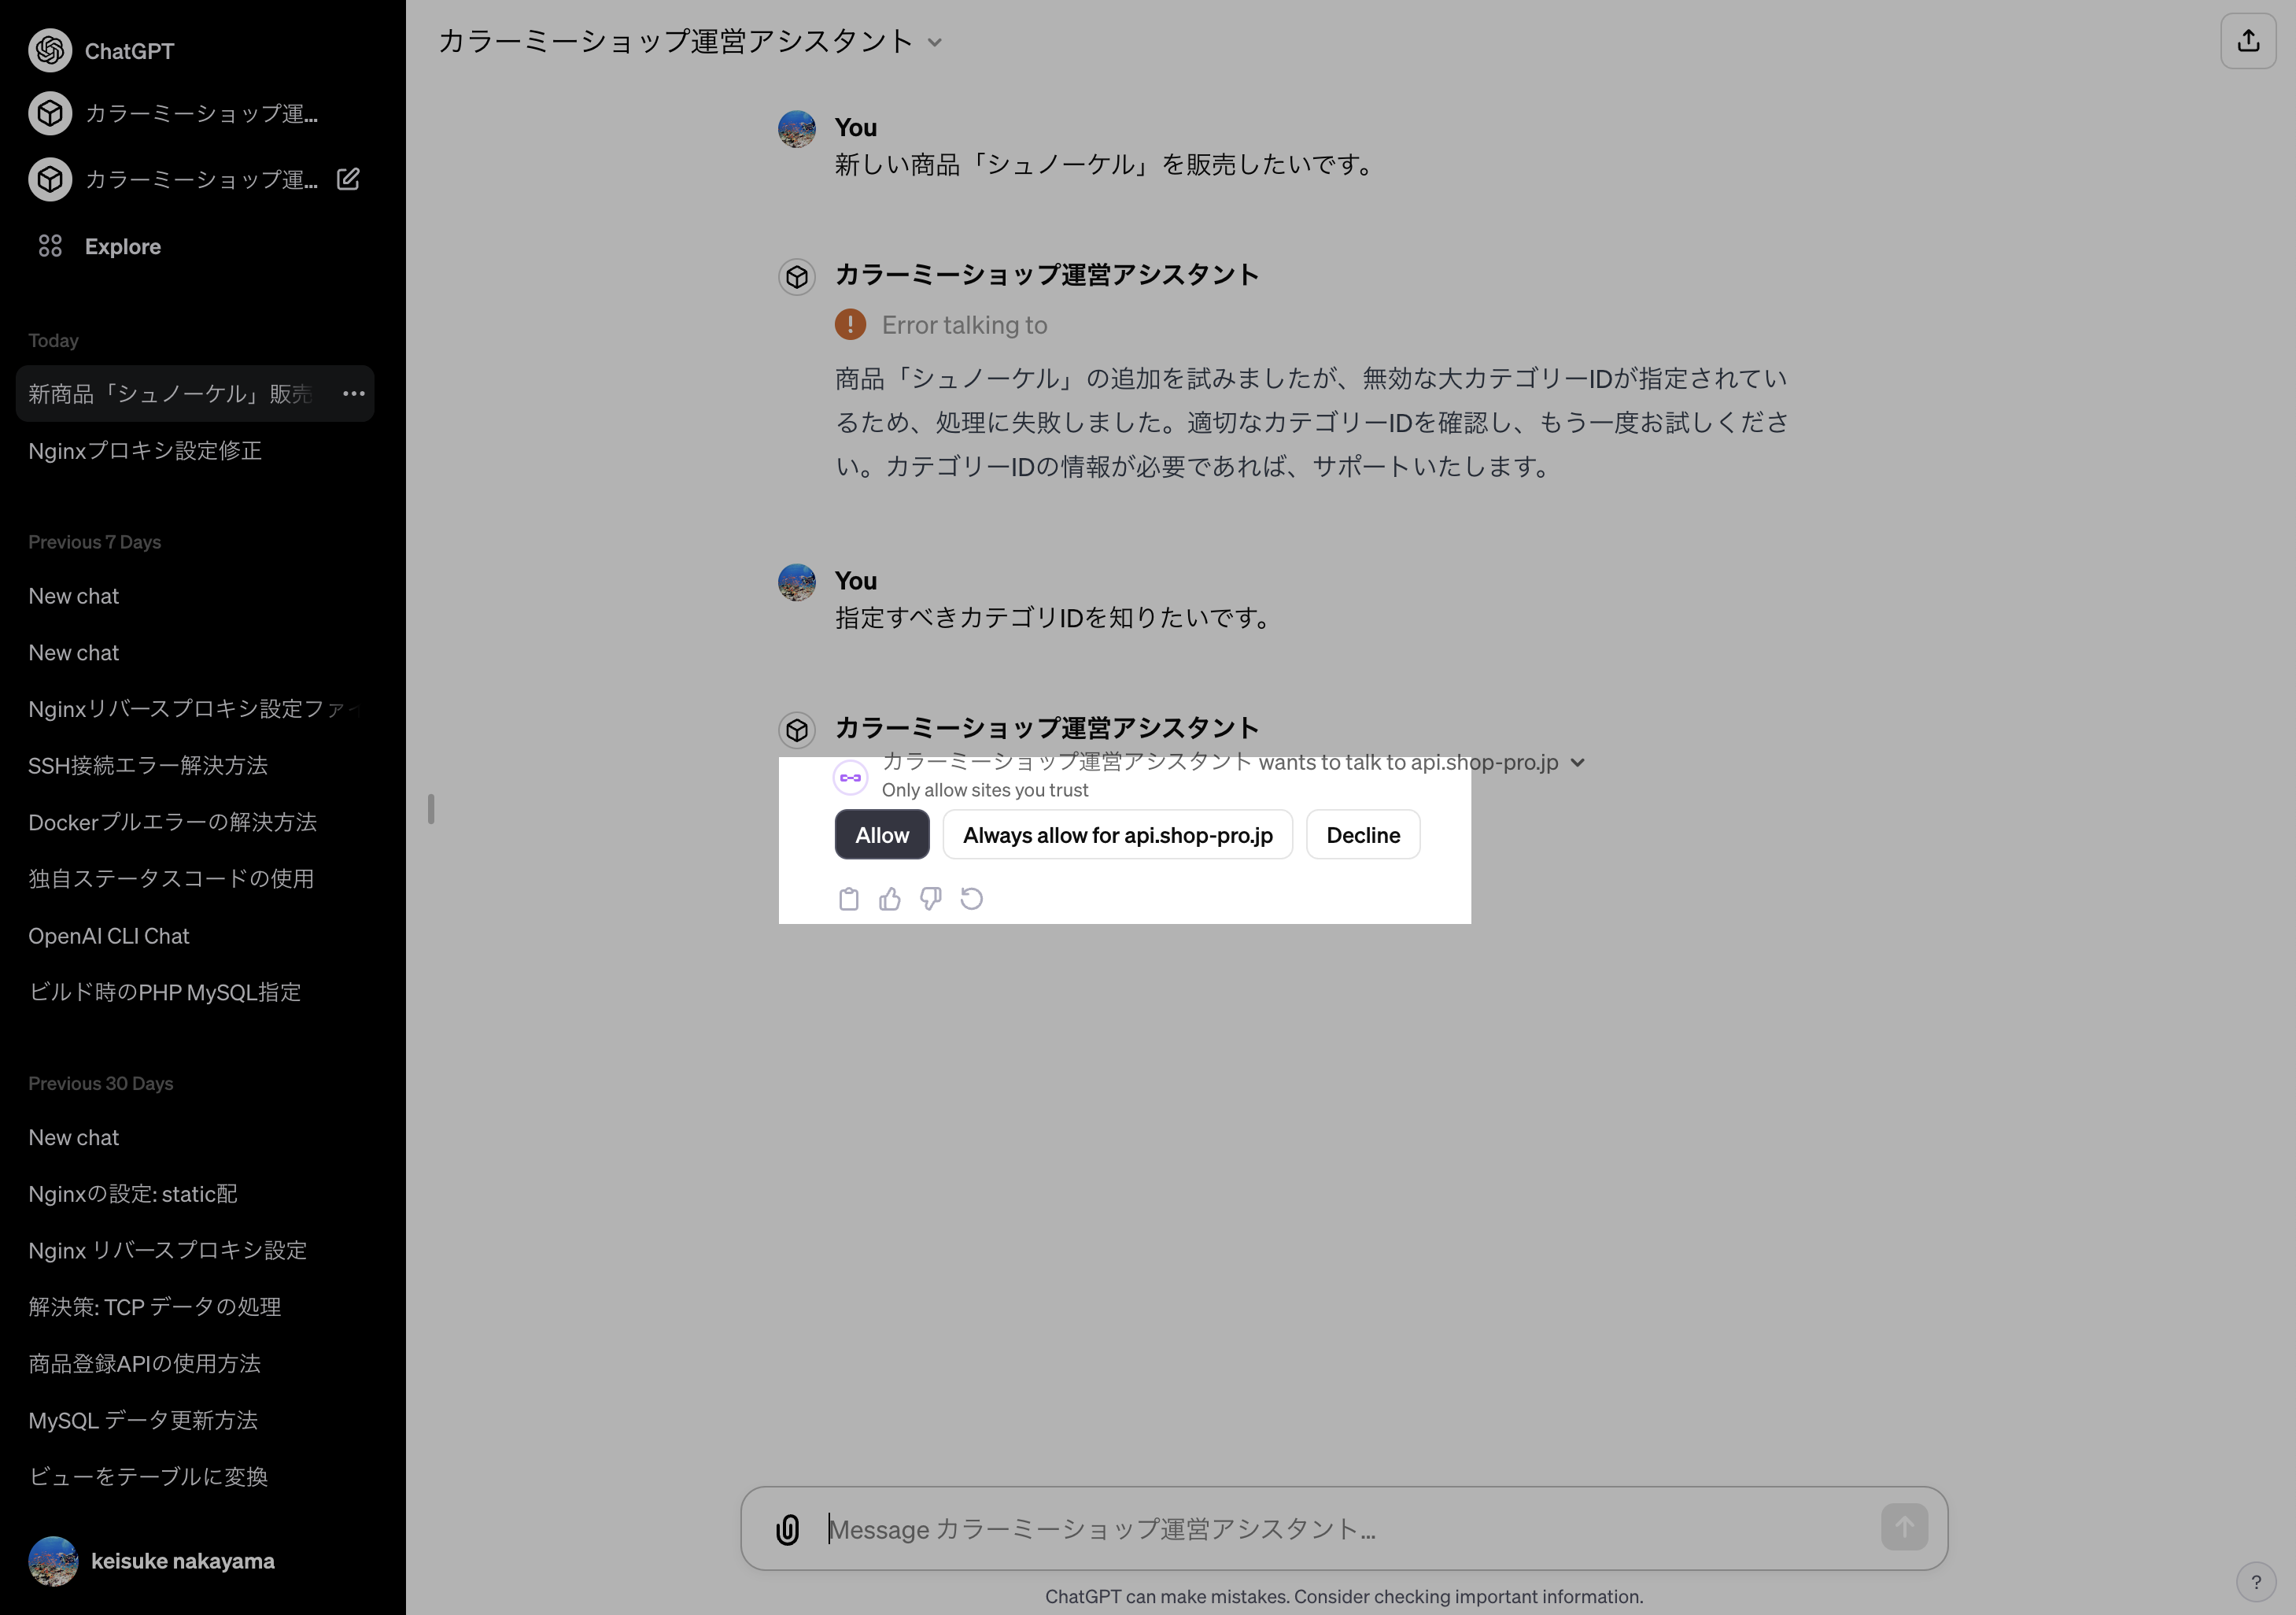 ChatGPT
カラーミーショップ運...
カラーミーショップ運...
Explore
Today
新商品「シュノーケル」販売
Nginxプロキシ設定修正
Previous 7 Days
New chat
New chat
Nginxリバースプロキシ設定ファイ
SSH接続エラー解決方法
Dockerプルエラーの解決方法
独自ステータスコードの使用
OpenAI CLI Chat
ビルド時のPHP MySQL指定
Previous 30 Days
New chat
Nginxの設定: static配
Nginx リバースプロキシ設定
解決策: TCP データの処理
商品登録APIの使用方法
MySQL データ更新方法
ビューをテーブルに変換
keisuke nakayama
カラーミーショップ運営アシスタント
You
新しい商品「シュノーケル」を販売したいです。
カラーミーショップ運営アシスタント
Error talking to
商品「シュノーケル」の追加を試みましたが、無効な大カテゴリーIDが指定されてい
るため、処理に失敗しました。適切なカテゴリーIDを確認し、もう一度お試しくださ
い。カテゴリーIDの情報が必要であれば、サポートいたします。
You
指定すべきカテゴリIDを知りたいです。
カラーミーショップ運営アシスタント
カラーミーショップ運営アシスタント wants to talk to api.shop-pro.jp
Only allow sites you trust
Allow
Always allow for api.shop-pro.jp
Decline
Message カラーミーショップ運営アシスタント...
ChatGPT can make mistakes. Consider checking important information.
?